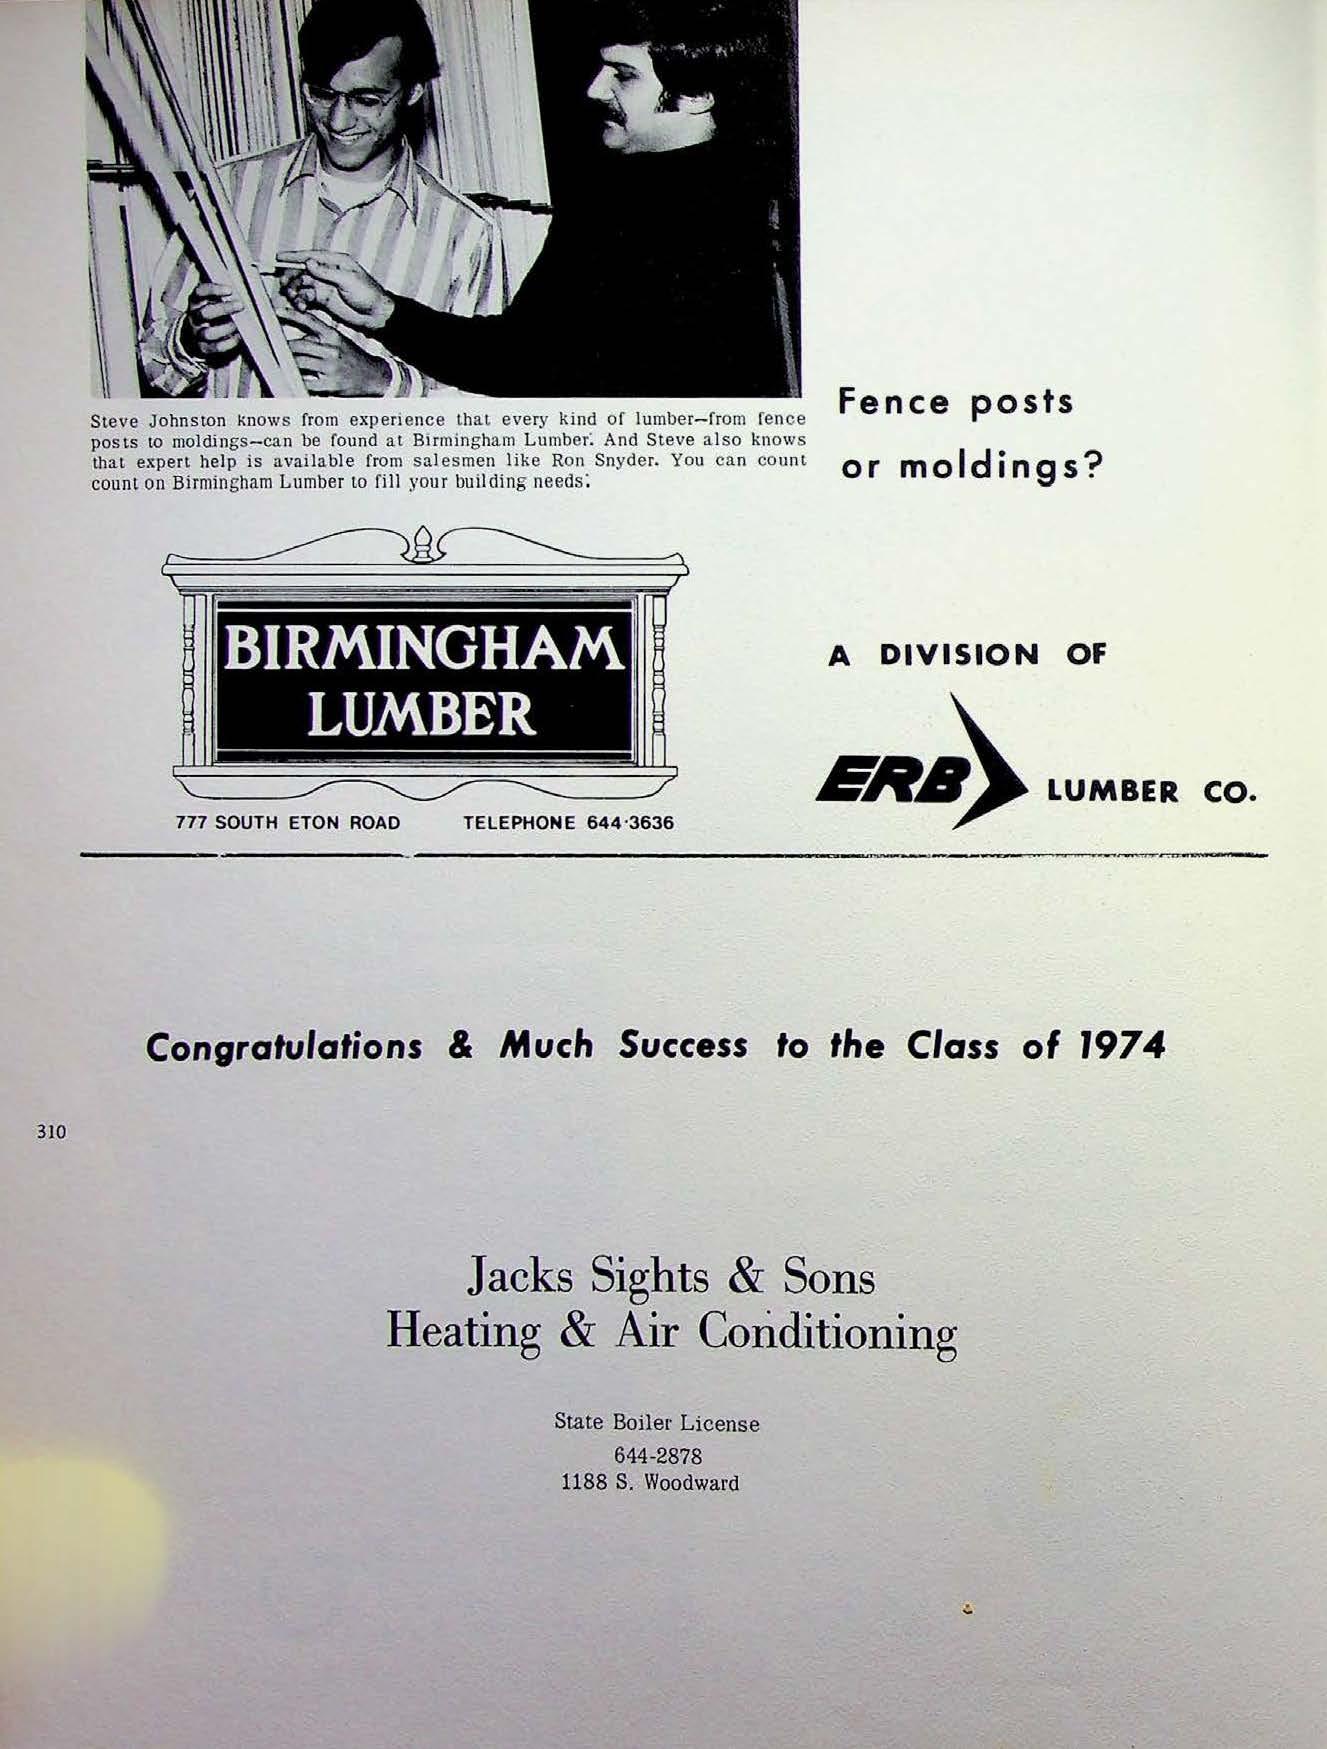 Steve Johnston knows from experience that every kind of lumber—from fence
posts to moldings—can be found at Birmingham Lumber. And Steve also knows
that expert help is available from salesmen like Ron Snyder. You can count
count on Birmingham Lumber to fill your building needs.
Fence posts
or moldings?
BIRMINGHAM
LUMBER
777 SOUTH ETON ROAD TELEPHONE 644-3636
A DIVISION OF
ERB LUMBER CO.
Congratulations & Much Success to the Class of 1974
310
Jacks Sights & Sons
Heating & Air Conditioning
State Boiler License
644-2878
1188 S. Woodward